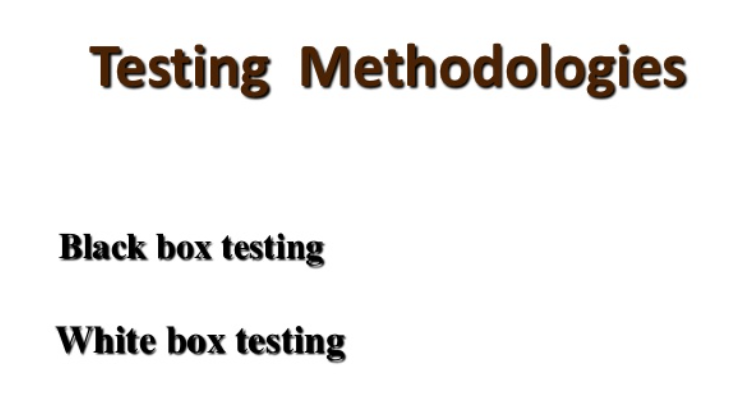 Testing Methodologies
Black box testing
White box testing